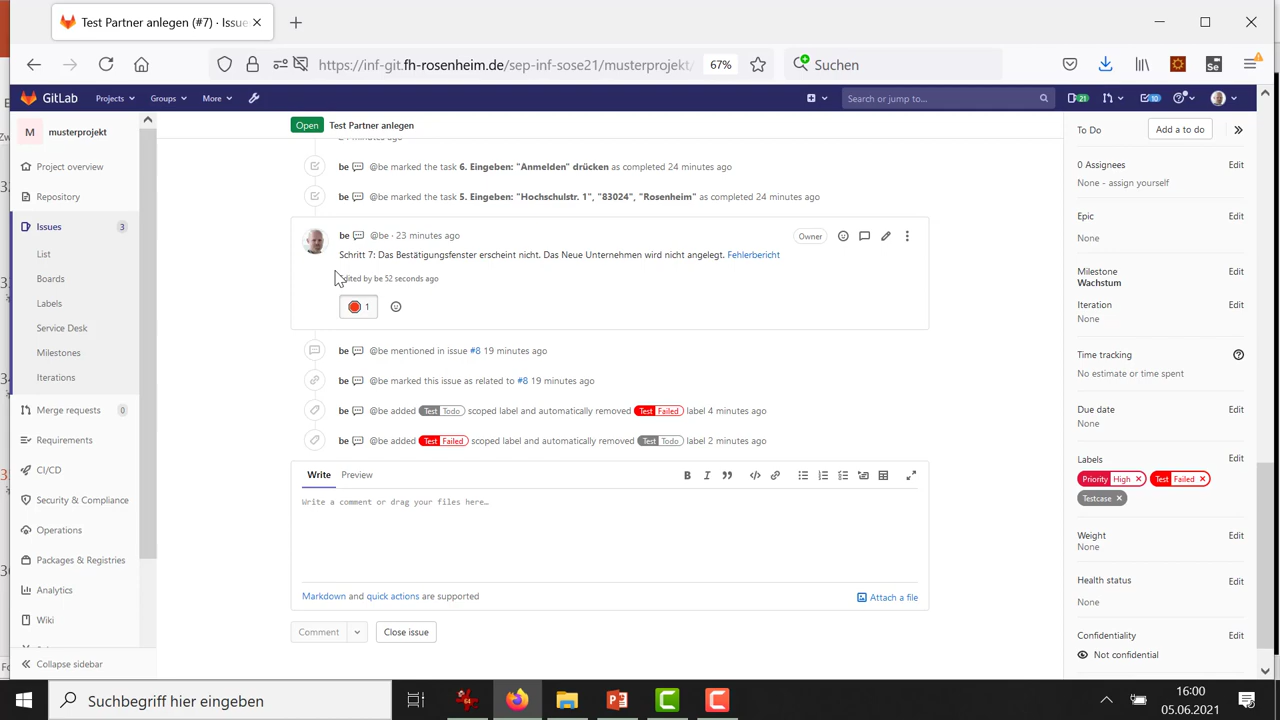 Test Partner anlegen (#7) · Issue
https://inf-git.fh-rosenheim.de/sep-inf-sose21/musterprojekt/
67%
Suchen
GitLab
Projects
Groups
More
Search or jump to...
21
10
M
musterprojekt
Project overview
Repository
Issues
3
List
Boards
Labels
Service Desk
Milestones
Iterations
Merge requests
0
Requirements
CI/CD
Security & Compliance
Operations
Packages & Registries
Analytics
Wiki
Collapse sidebar
Open
Test Partner anlegen
be @be marked the task 6. Eingeben: "Anmelden" drücken as completed 24 minutes ago
be @be marked the task 5. Eingeben: "Hochschulstr. 1", "83024", "Rosenheim" as completed 24 minutes ago
be @be · 23 minutes ago
Owner
Schritt 7: Das Bestätigungsfenster erscheint nicht. Das Neue Unternehmen wird nicht angelegt. Fehlerbericht
Edited by be 52 seconds ago
1
be @be mentioned in issue #8 19 minutes ago
be @be marked this issue as related to #8 19 minutes ago
be @be added Test Todo scoped label and automatically removed Test Failed label 4 minutes ago
be @be added Test Failed scoped label and automatically removed Test Todo label 2 minutes ago
Write
Preview
Write a comment or drag your files here...
Markdown and quick actions are supported
Attach a file
Comment
Close issue
To Do
Add a to do
0 Assignees
Edit
None - assign yourself
Epic
Edit
None
Milestone
Edit
Wachstum
Iteration
Edit
None
Time tracking
No estimate or time spent
Due date
Edit
None
Labels
Edit
Priority High
Test Failed
Testcase
Weight
Edit
None
Health status
Edit
None
Confidentiality
Edit
Not confidential
Suchbegriff hier eingeben
16:00
05.06.2021